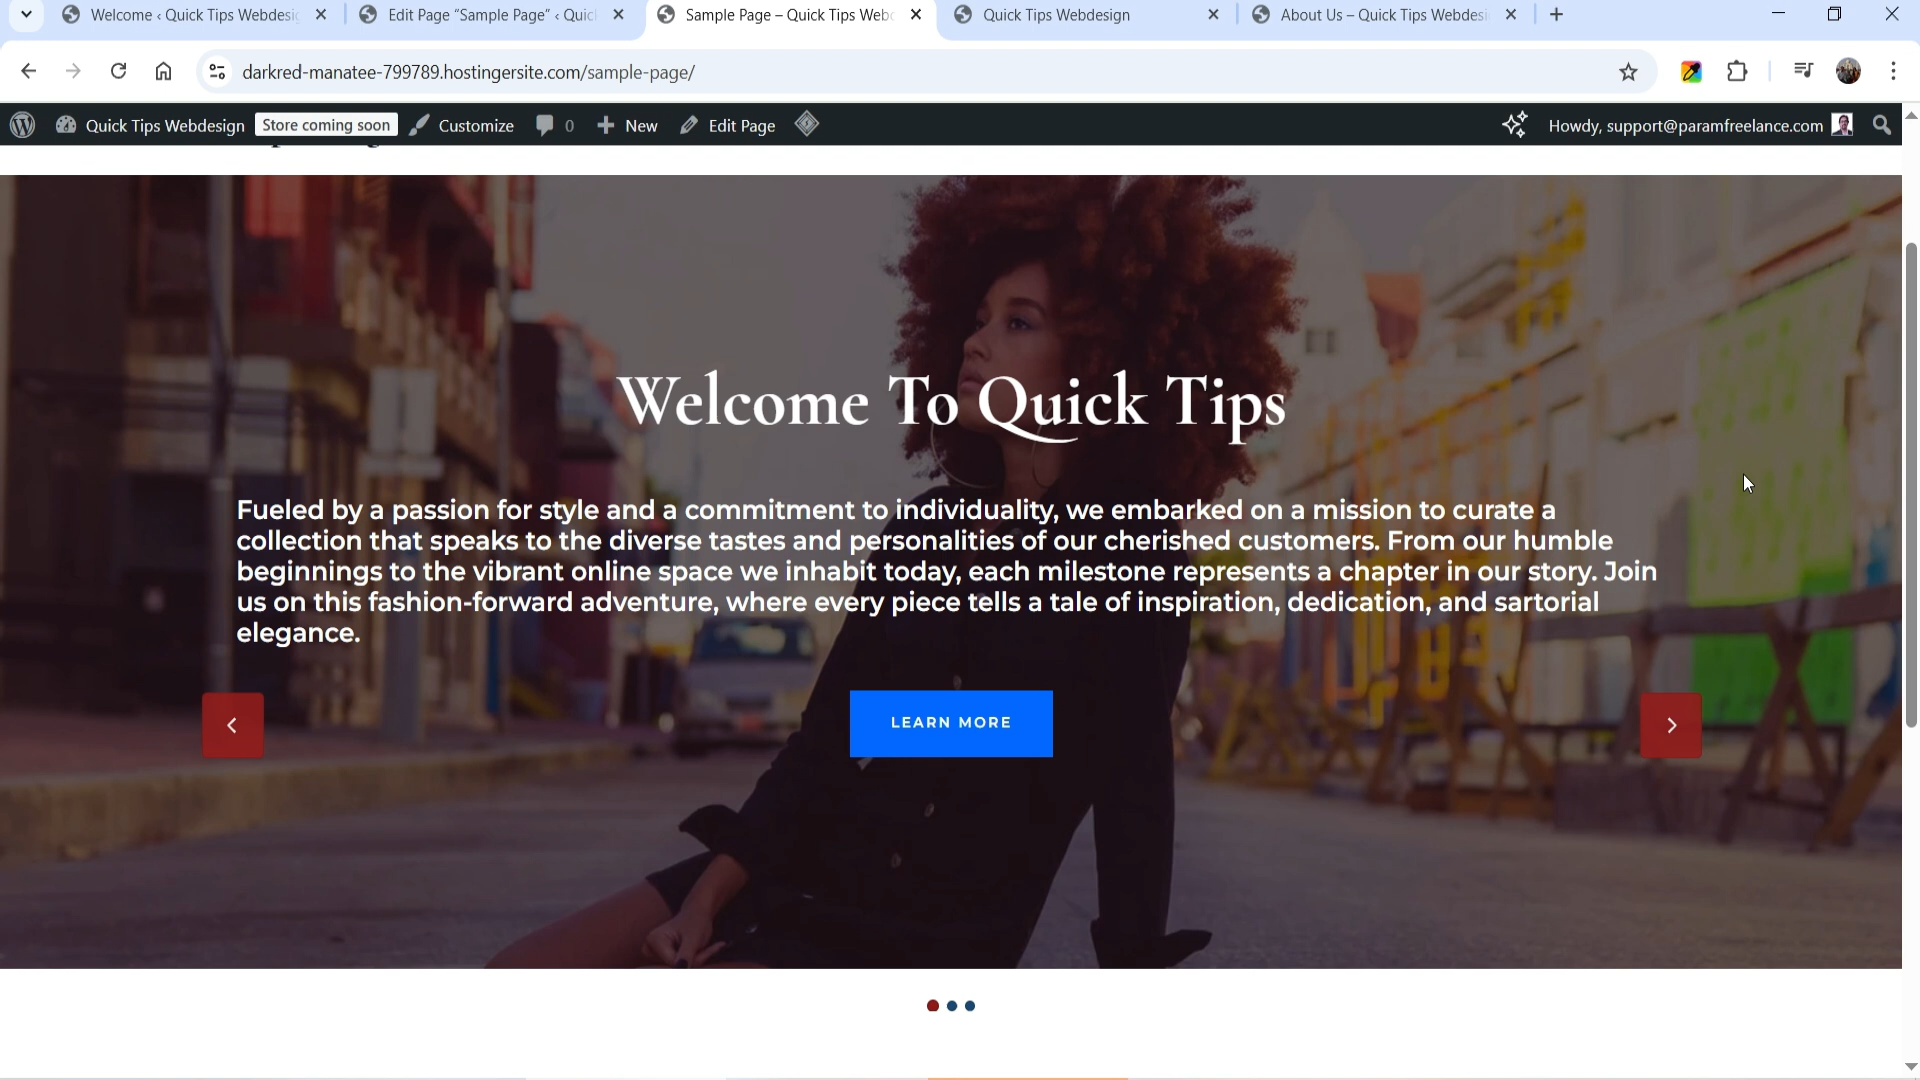 Welcome ‹ Quick Tips Webdesi
Edit Page “Sample Page” ‹ Quic
Sample Page – Quick Tips Web
Quick Tips Webdesign
About Us – Quick Tips Webdesi
darkred-manatee-799789.hostingersite.com/sample-page/
Quick Tips Webdesign Store coming soon Customize 0 New Edit Page Howdy, support@paramfreelance.com
Welcome To Quick Tips
Fueled by a passion for style and a commitment to individuality, we embarked on a mission to curate a
collection that speaks to the diverse tastes and personalities of our cherished customers. From our humble
beginnings to the vibrant online space we inhabit today, each milestone represents a chapter in our story. Join
us on this fashion-forward adventure, where every piece tells a tale of inspiration, dedication, and sartorial
elegance.
LEARN MORE